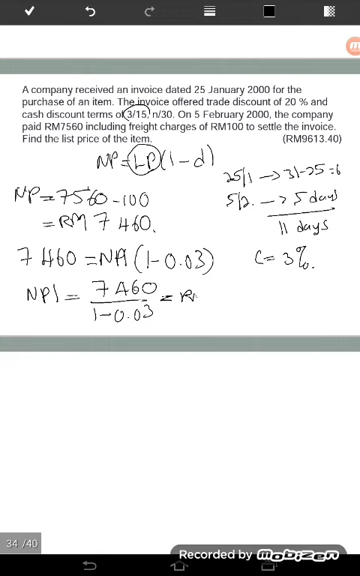 A company received an invoice dated 25 January 2000 for the
purchase of an item. The invoice offered trade discount of 20 % and
cash discount terms of 3/15, n/30. On 5 February 2000, the company
paid RM7560 including freight charges of RM100 to settle the invoice.
Find the list price of the item. (RM9613.40)
NP = LP(1-d)
25/1 → 31-25=6
5/2. → 5 days
11 days
C = 3%.
NP = 7560 - 100
= RM 7460.
7460 = NP1(1-0.03)
NP1 = 7460 / 1-0.03 = R
34 /40
Recorded by mobizen